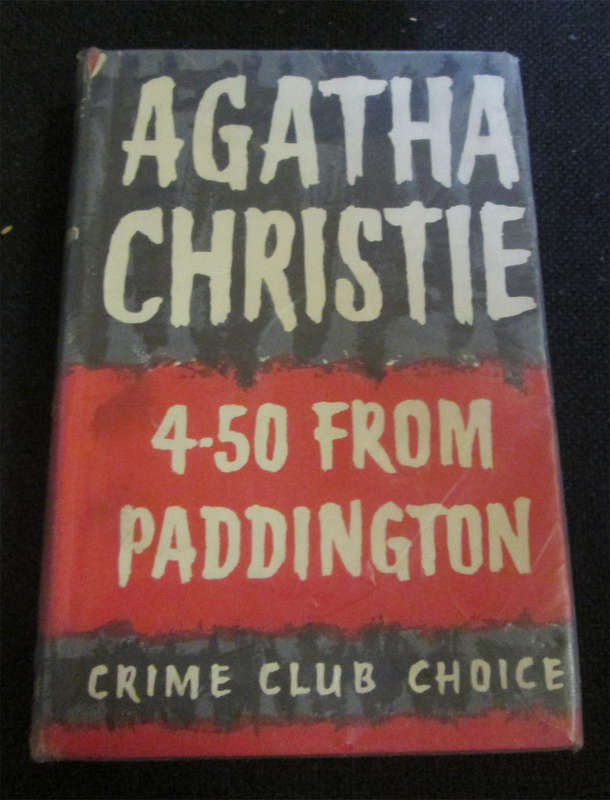 AGATHA
CHRISTIE
4-50 FROM
PADDINGTON
CRIME CLUB CHOICE